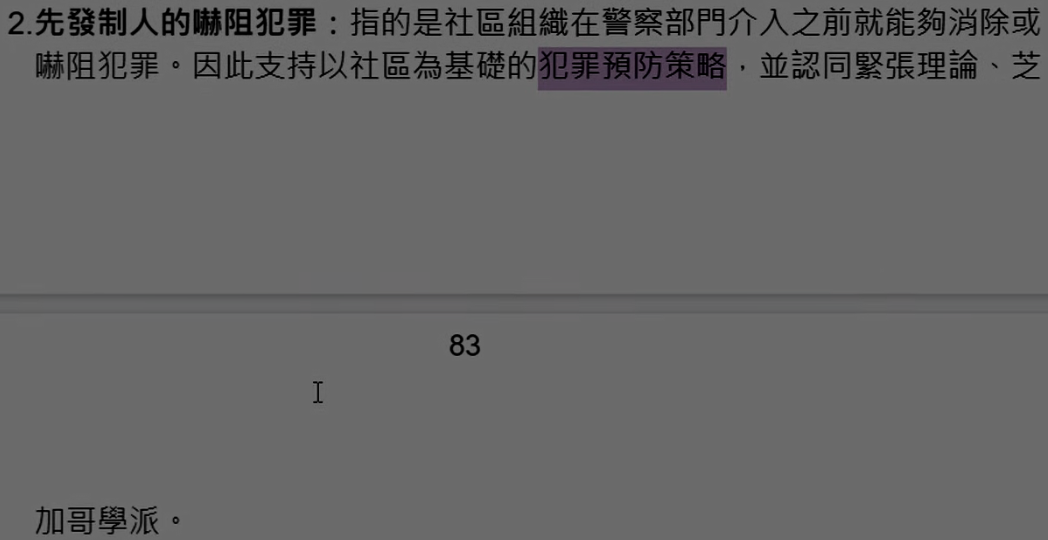 2.先發制人的嚇阻犯罪：指的是社區組織在警察部門介入之前就能夠消除或
嚇阻犯罪。因此支持以社區為基礎的犯罪預防策略，並認同緊張理論、芝
83
加哥學派。